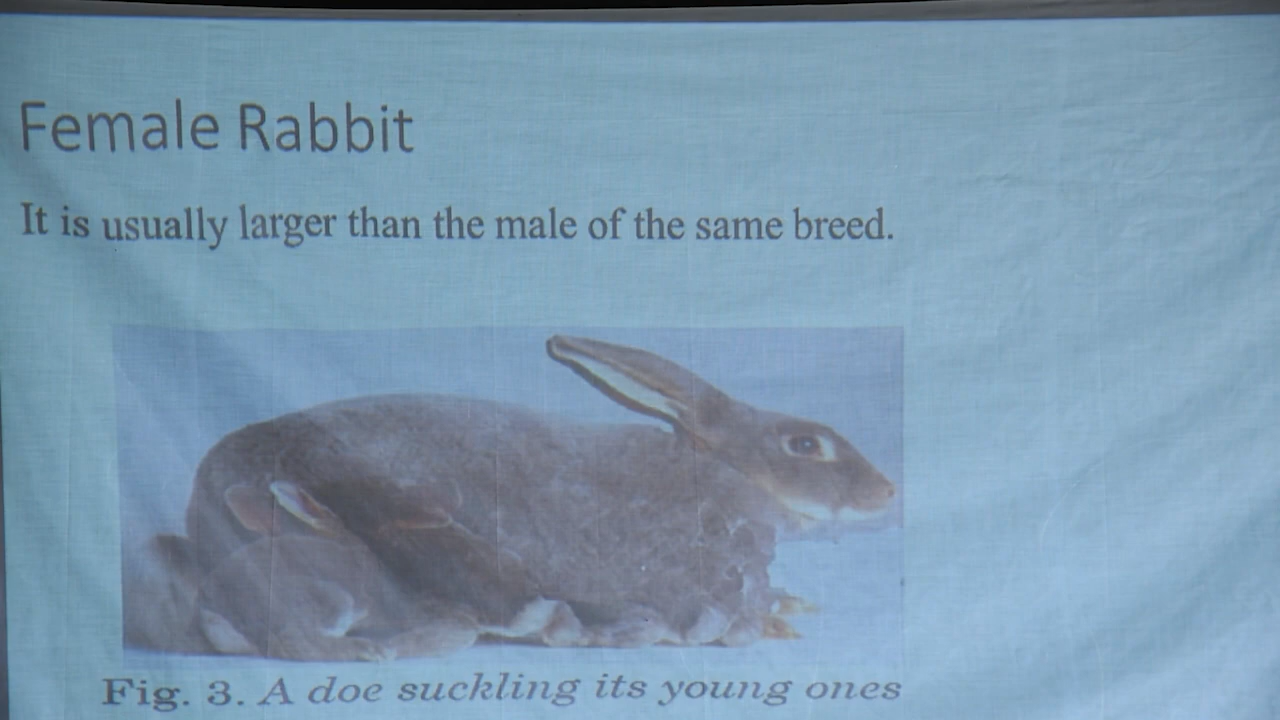 Female Rabbit
It is usually larger than the male of the same breed.
Fig. 3. A doe suckling its young ones